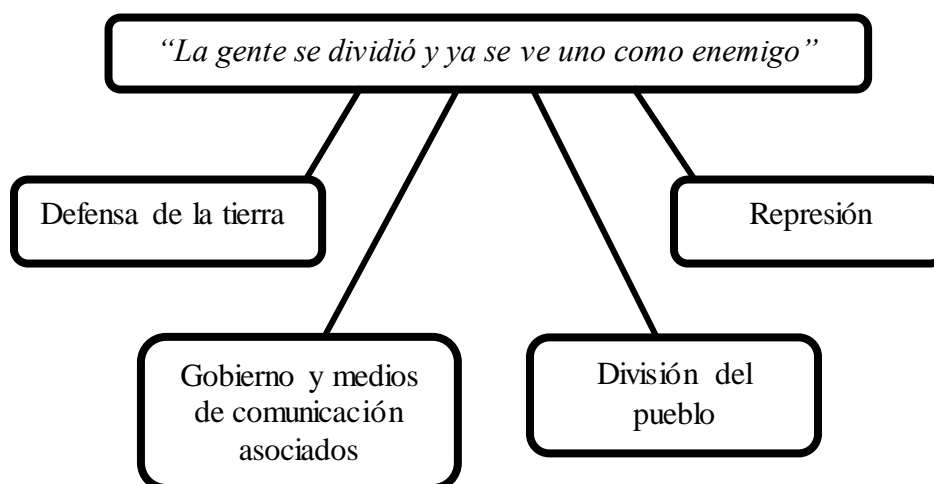 “La gente se dividió y ya se ve uno como enemigo”
Defensa de la tierra
Represión
Gobierno y medios
de comunicación
asociados
División del
pueblo